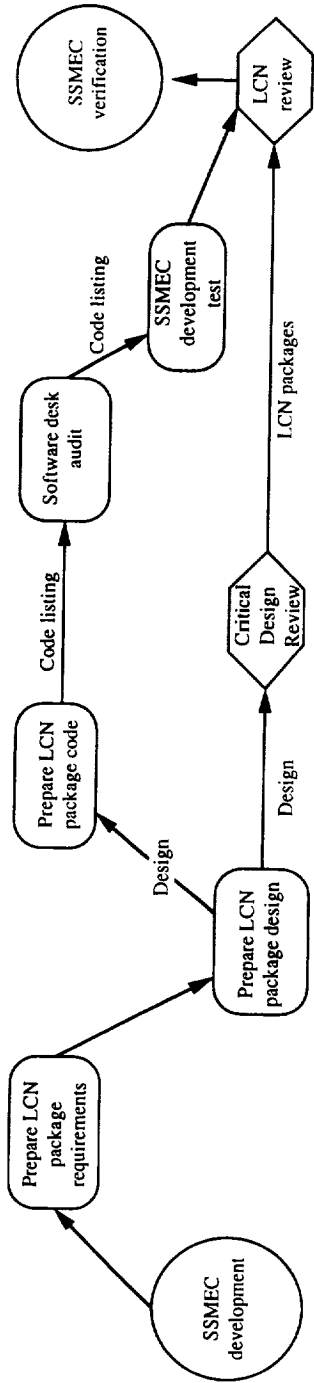 SSMEC
development
Prepare LCN
package
requirements
Prepare LCN
package design
Design
Design
Prepare LCN
package code
Code listing
Critical
Design
Review
Software desk
audit
Code listing
SSMEC
development
test
LCN packages
LCN
review
SSMEC
verification